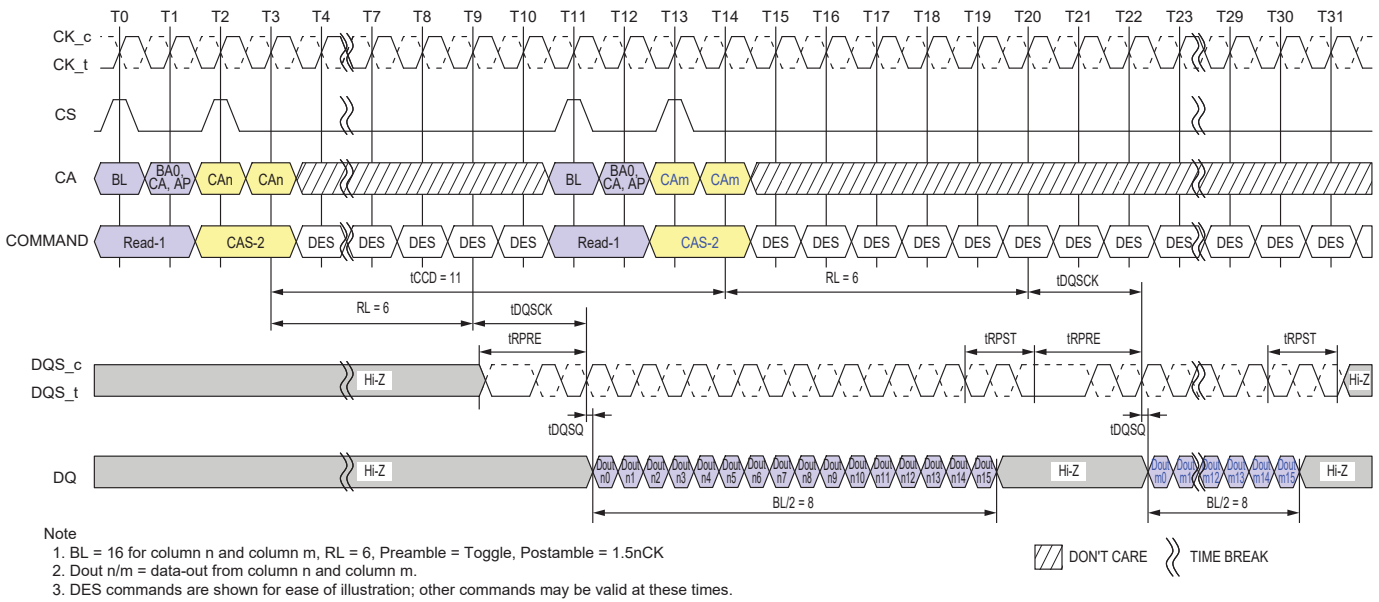 T0 T1 T2 T3 T4 T7 T8 T9 T10 T11 T12 T13 T14 T15 T16 T17 T18 T19 T20 T21 T22 T23 T29 T30 T31
CK_c
CK_t
CS
CA BL BA0, CA, AP CAn CAn BL BA0, CA, AP CAm CAm
COMMAND Read-1 CAS-2 DES DES DES DES DES Read-1 CAS-2 DES DES DES DES DES DES DES DES DES DES DES DES
tCCD = 11 RL = 6 tDQSCK
RL = 6 tDQSCK
tRPRE tRPST tRPRE tRPST
DQS_c
DQS_t Hi-Z Hi-Z
tDQSQ tDQSQ
DQ Hi-Z Dout n0 Dout n1 Dout n2 Dout n3 Dout n4 Dout n5 Dout n6 Dout n7 Dout n8 Dout n9 Dout n10 Dout n11 Dout n12 Dout n13 Dout n14 Dout n15 Hi-Z Dout m0 Dout m1 Dout m12 Dout m13 Dout m14 Dout m15 Hi-Z
BL/2 = 8 BL/2 = 8
Note
1. BL = 16 for column n and column m, RL = 6, Preamble = Toggle, Postamble = 1.5nCK
2. Dout n/m = data-out from column n and column m.
3. DES commands are shown for ease of illustration; other commands may be valid at these times.
DON'T CARE TIME BREAK